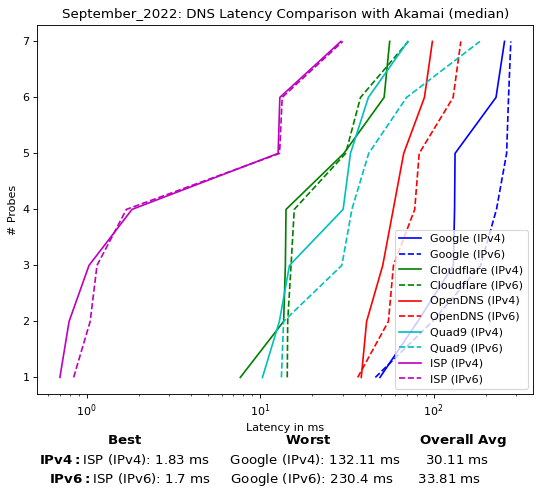 September_2022: DNS Latency Comparison with Akamai (median)
7
6
5
4
3
2
1
# Probes
Google (IPv4)
Google (IPv6)
Cloudflare (IPv4)
Cloudflare (IPv6)
OpenDNS (IPv4)
OpenDNS (IPv6)
Quad9 (IPv4)
Quad9 (IPv6)
ISP (IPv4)
ISP (IPv6)
10⁰ 10¹ 10²
Latency in ms
Best Worst Overall Avg
IPv4: ISP (IPv4): 1.83 ms Google (IPv4): 132.11 ms 30.11 ms
IPv6: ISP (IPv6): 1.7 ms Google (IPv6): 230.4 ms 33.81 ms